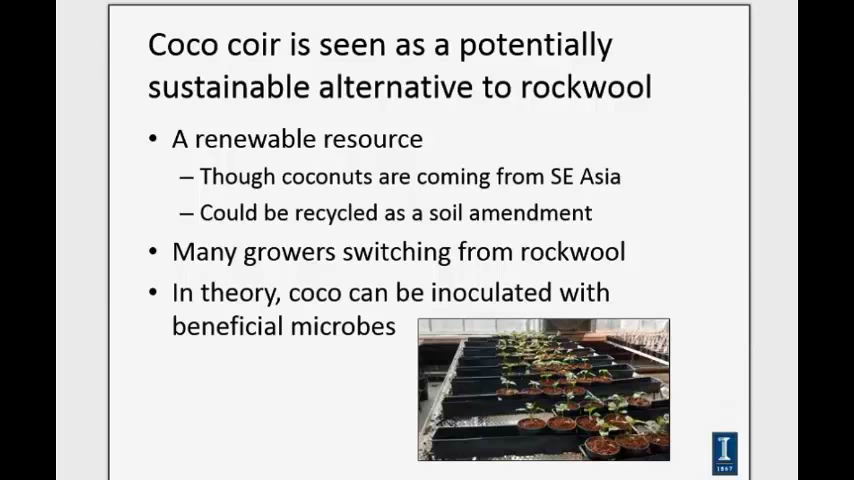 Coco coir is seen as a potentially
sustainable alternative to rockwool
• A renewable resource
– Though coconuts are coming from SE Asia
– Could be recycled as a soil amendment
• Many growers switching from rockwool
• In theory, coco can be inoculated with
beneficial microbes
I
1867